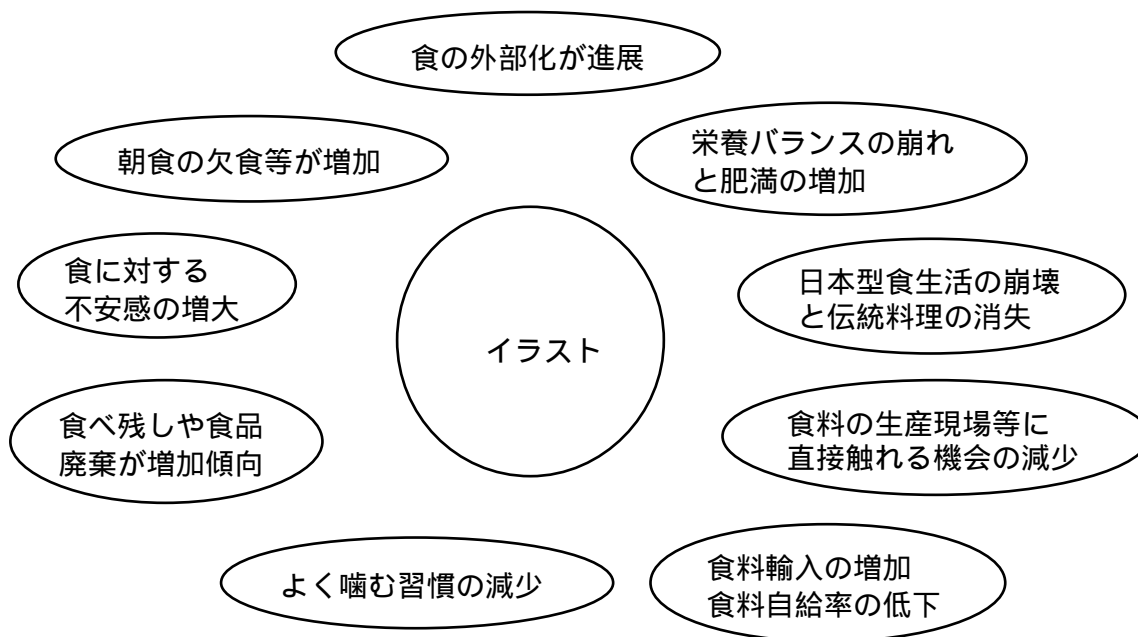 食の外部化が進展
朝食の欠食等が増加
栄養バランスの崩れ
と肥満の増加
食に対する
不安感の増大
日本型食生活の崩壊
と伝統料理の消失
イラスト
食べ残しや食品
廃棄が増加傾向
食料の生産現場等に
直接触れる機会の減少
よく噛む習慣の減少
食料輸入の増加
食料自給率の低下